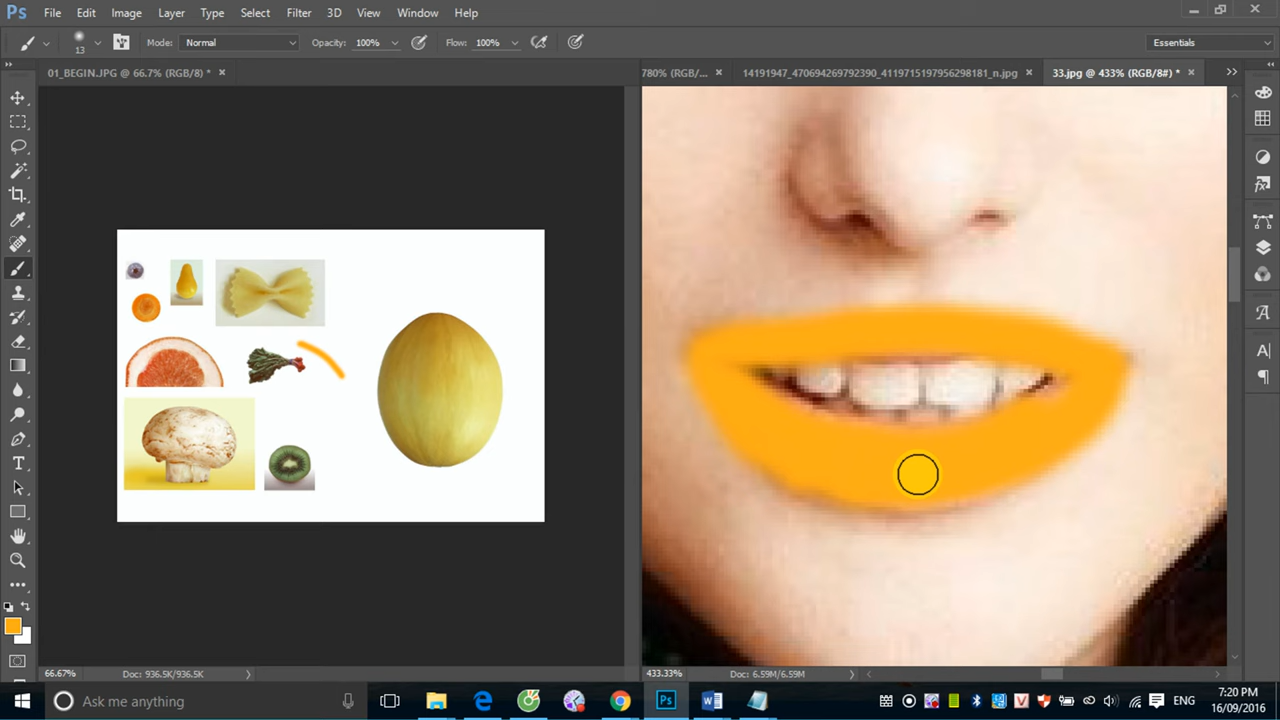 Ps File Edit Image Layer Type Select Filter 3D View Window Help
13 Mode: Normal Opacity: 100% Flow: 100% Essentials
01_BEGIN.JPG @ 66.7% (RGB/8) * × 780% (RGB/... × 14191947_470694269792390_4119715197956298181_n.jpg × 33.jpg @ 433% (RGB/8#) * ×
66.67% Doc: 936.5K/936.5K 433.33% Doc: 6.59M/6.59M
Ask me anything Ps ENG 7:20 PM
16/09/2016